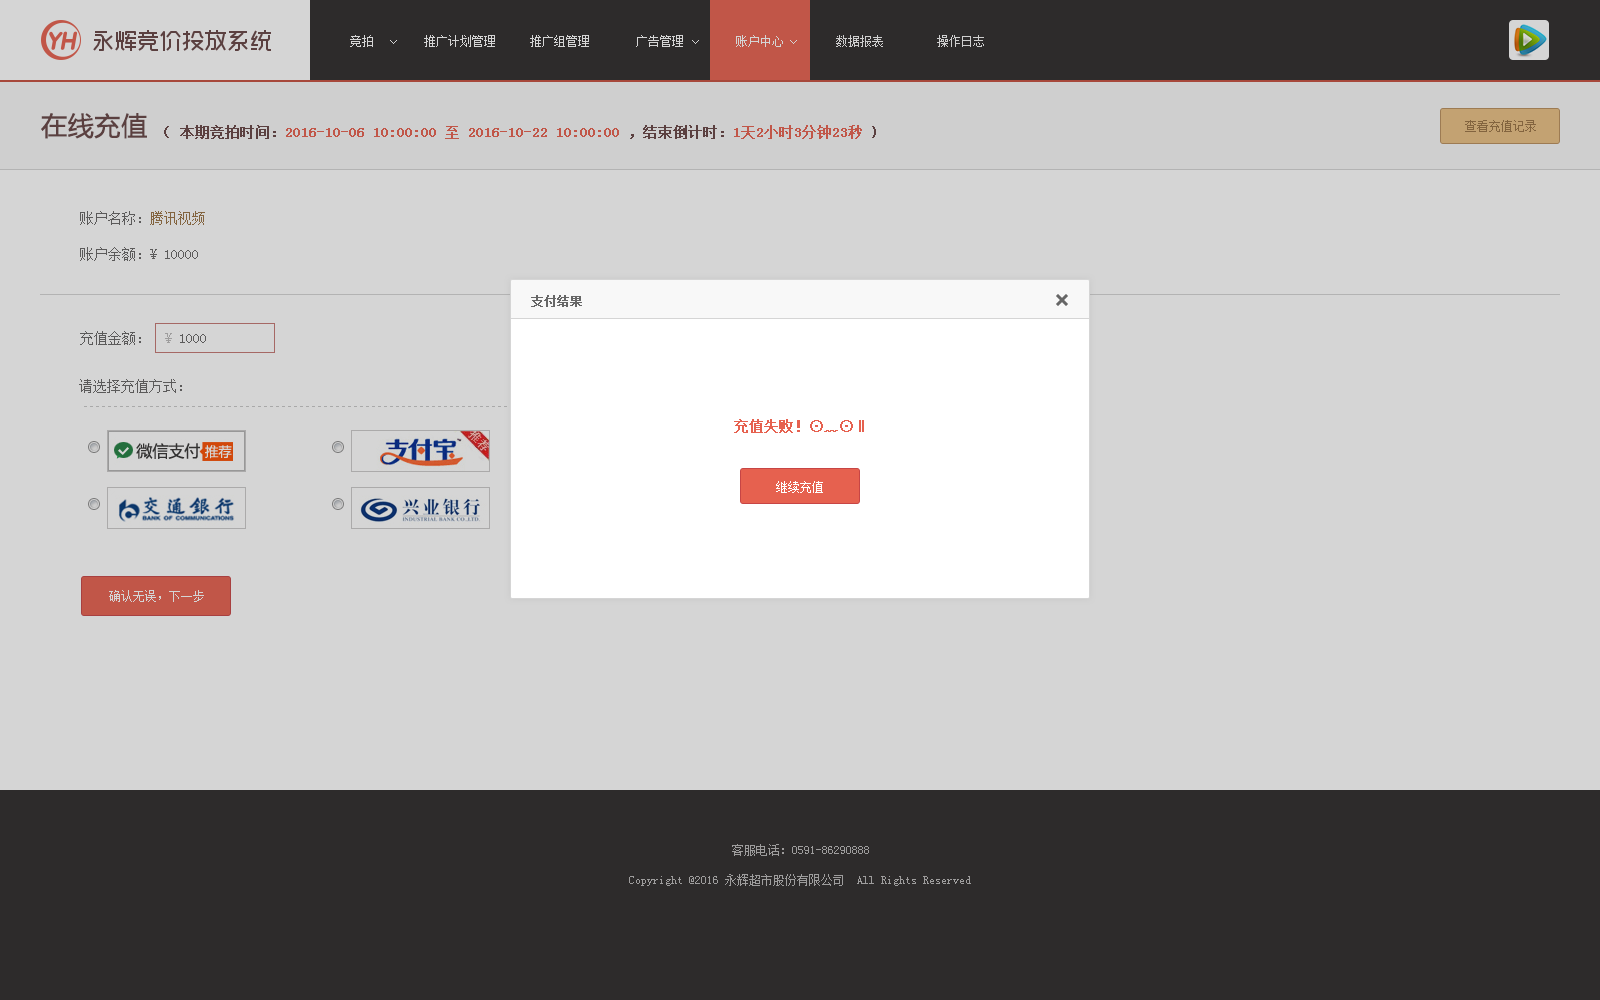 YH 永辉竞价投放系统
竞拍 推广计划管理 推广组管理 广告管理 账户中心 数据报表 操作日志
在线充值 ( 本期竞拍时间：2016-10-06 10:00:00 至 2016-10-22 10:00:00 ，结束倒计时：1天2小时3分钟23秒 )
查看充值记录
账户名称：腾讯视频
账户余额：¥ 10000
支付结果
充值金额： ¥ 1000
请选择充值方式：
充值失败！⊙﹏⊙‖
继续充值
微信支付 推荐
支付宝™ 推荐
交通銀行
BANK OF COMMUNICATIONS
兴业银行
INDUSTRIAL BANK CO.,LTD.
确认无误，下一步
客服电话：0591-86290888
Copyright @2016 永辉超市股份有限公司 All Rights Reserved